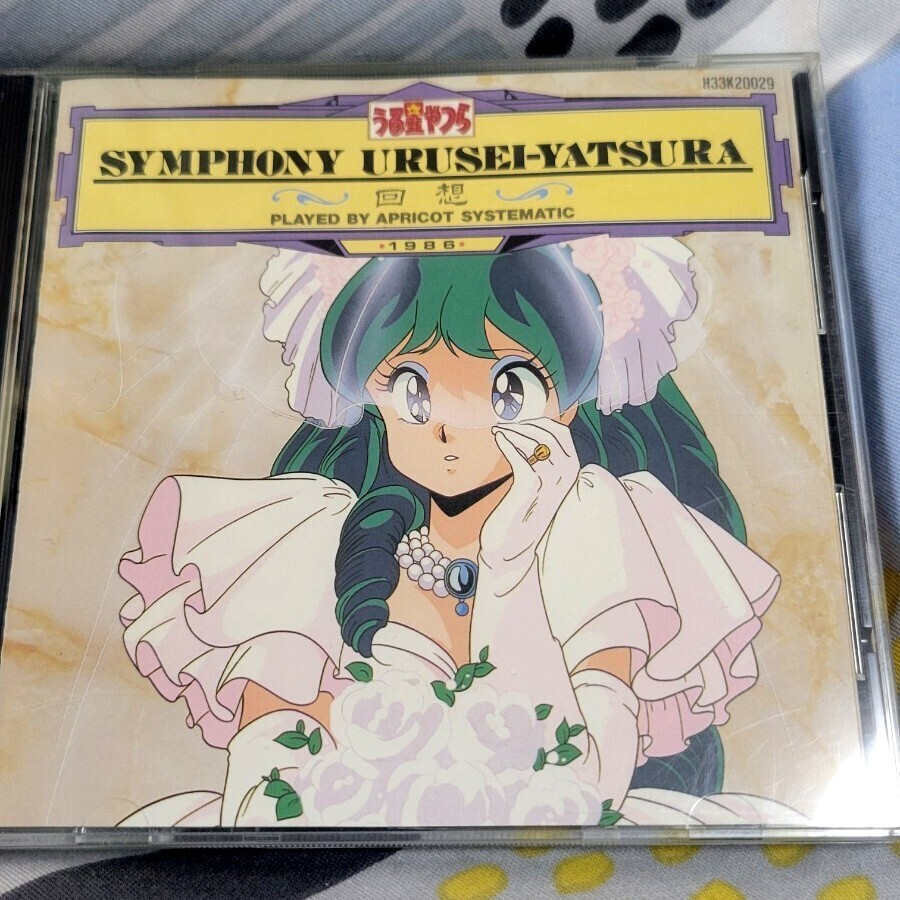 H33K20029
うる星やつら
SYMPHONY URUSEI-YATSURA
回想
PLAYED BY APRICOT SYSTEMATIC
・1986・